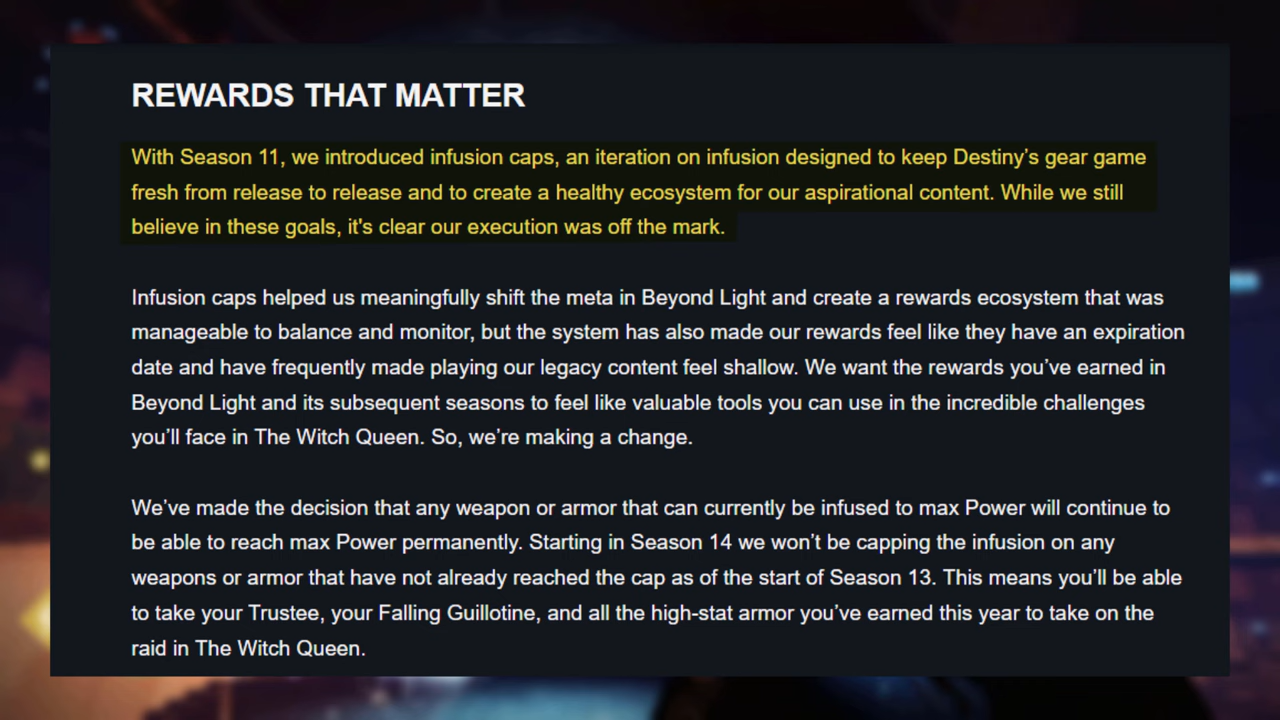 REWARDS THAT MATTER
With Season 11, we introduced infusion caps, an iteration on infusion designed to keep Destiny’s gear game
fresh from release to release and to create a healthy ecosystem for our aspirational content. While we still
believe in these goals, it's clear our execution was off the mark.
Infusion caps helped us meaningfully shift the meta in Beyond Light and create a rewards ecosystem that was
manageable to balance and monitor, but the system has also made our rewards feel like they have an expiration
date and have frequently made playing our legacy content feel shallow. We want the rewards you’ve earned in
Beyond Light and its subsequent seasons to feel like valuable tools you can use in the incredible challenges
you’ll face in The Witch Queen. So, we’re making a change.
We’ve made the decision that any weapon or armor that can currently be infused to max Power will continue to
be able to reach max Power permanently. Starting in Season 14 we won’t be capping the infusion on any
weapons or armor that have not already reached the cap as of the start of Season 13. This means you’ll be able
to take your Trustee, your Falling Guillotine, and all the high-stat armor you’ve earned this year to take on the
raid in The Witch Queen.